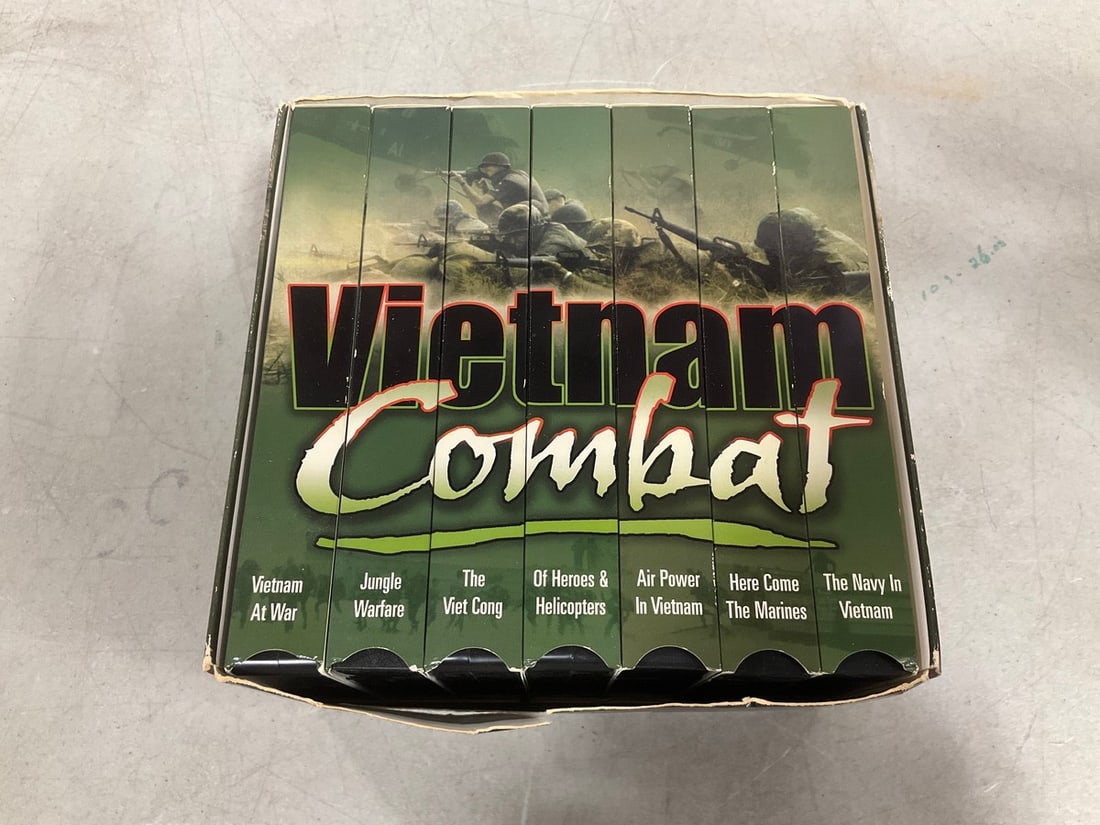 Vietnam
Combat
Vietnam
At War
Jungle
Warfare
The
Viet Cong
Of Heroes &
Helicopters
Air Power
In Vietnam
Here Come
The Marines
The Navy In
Vietnam